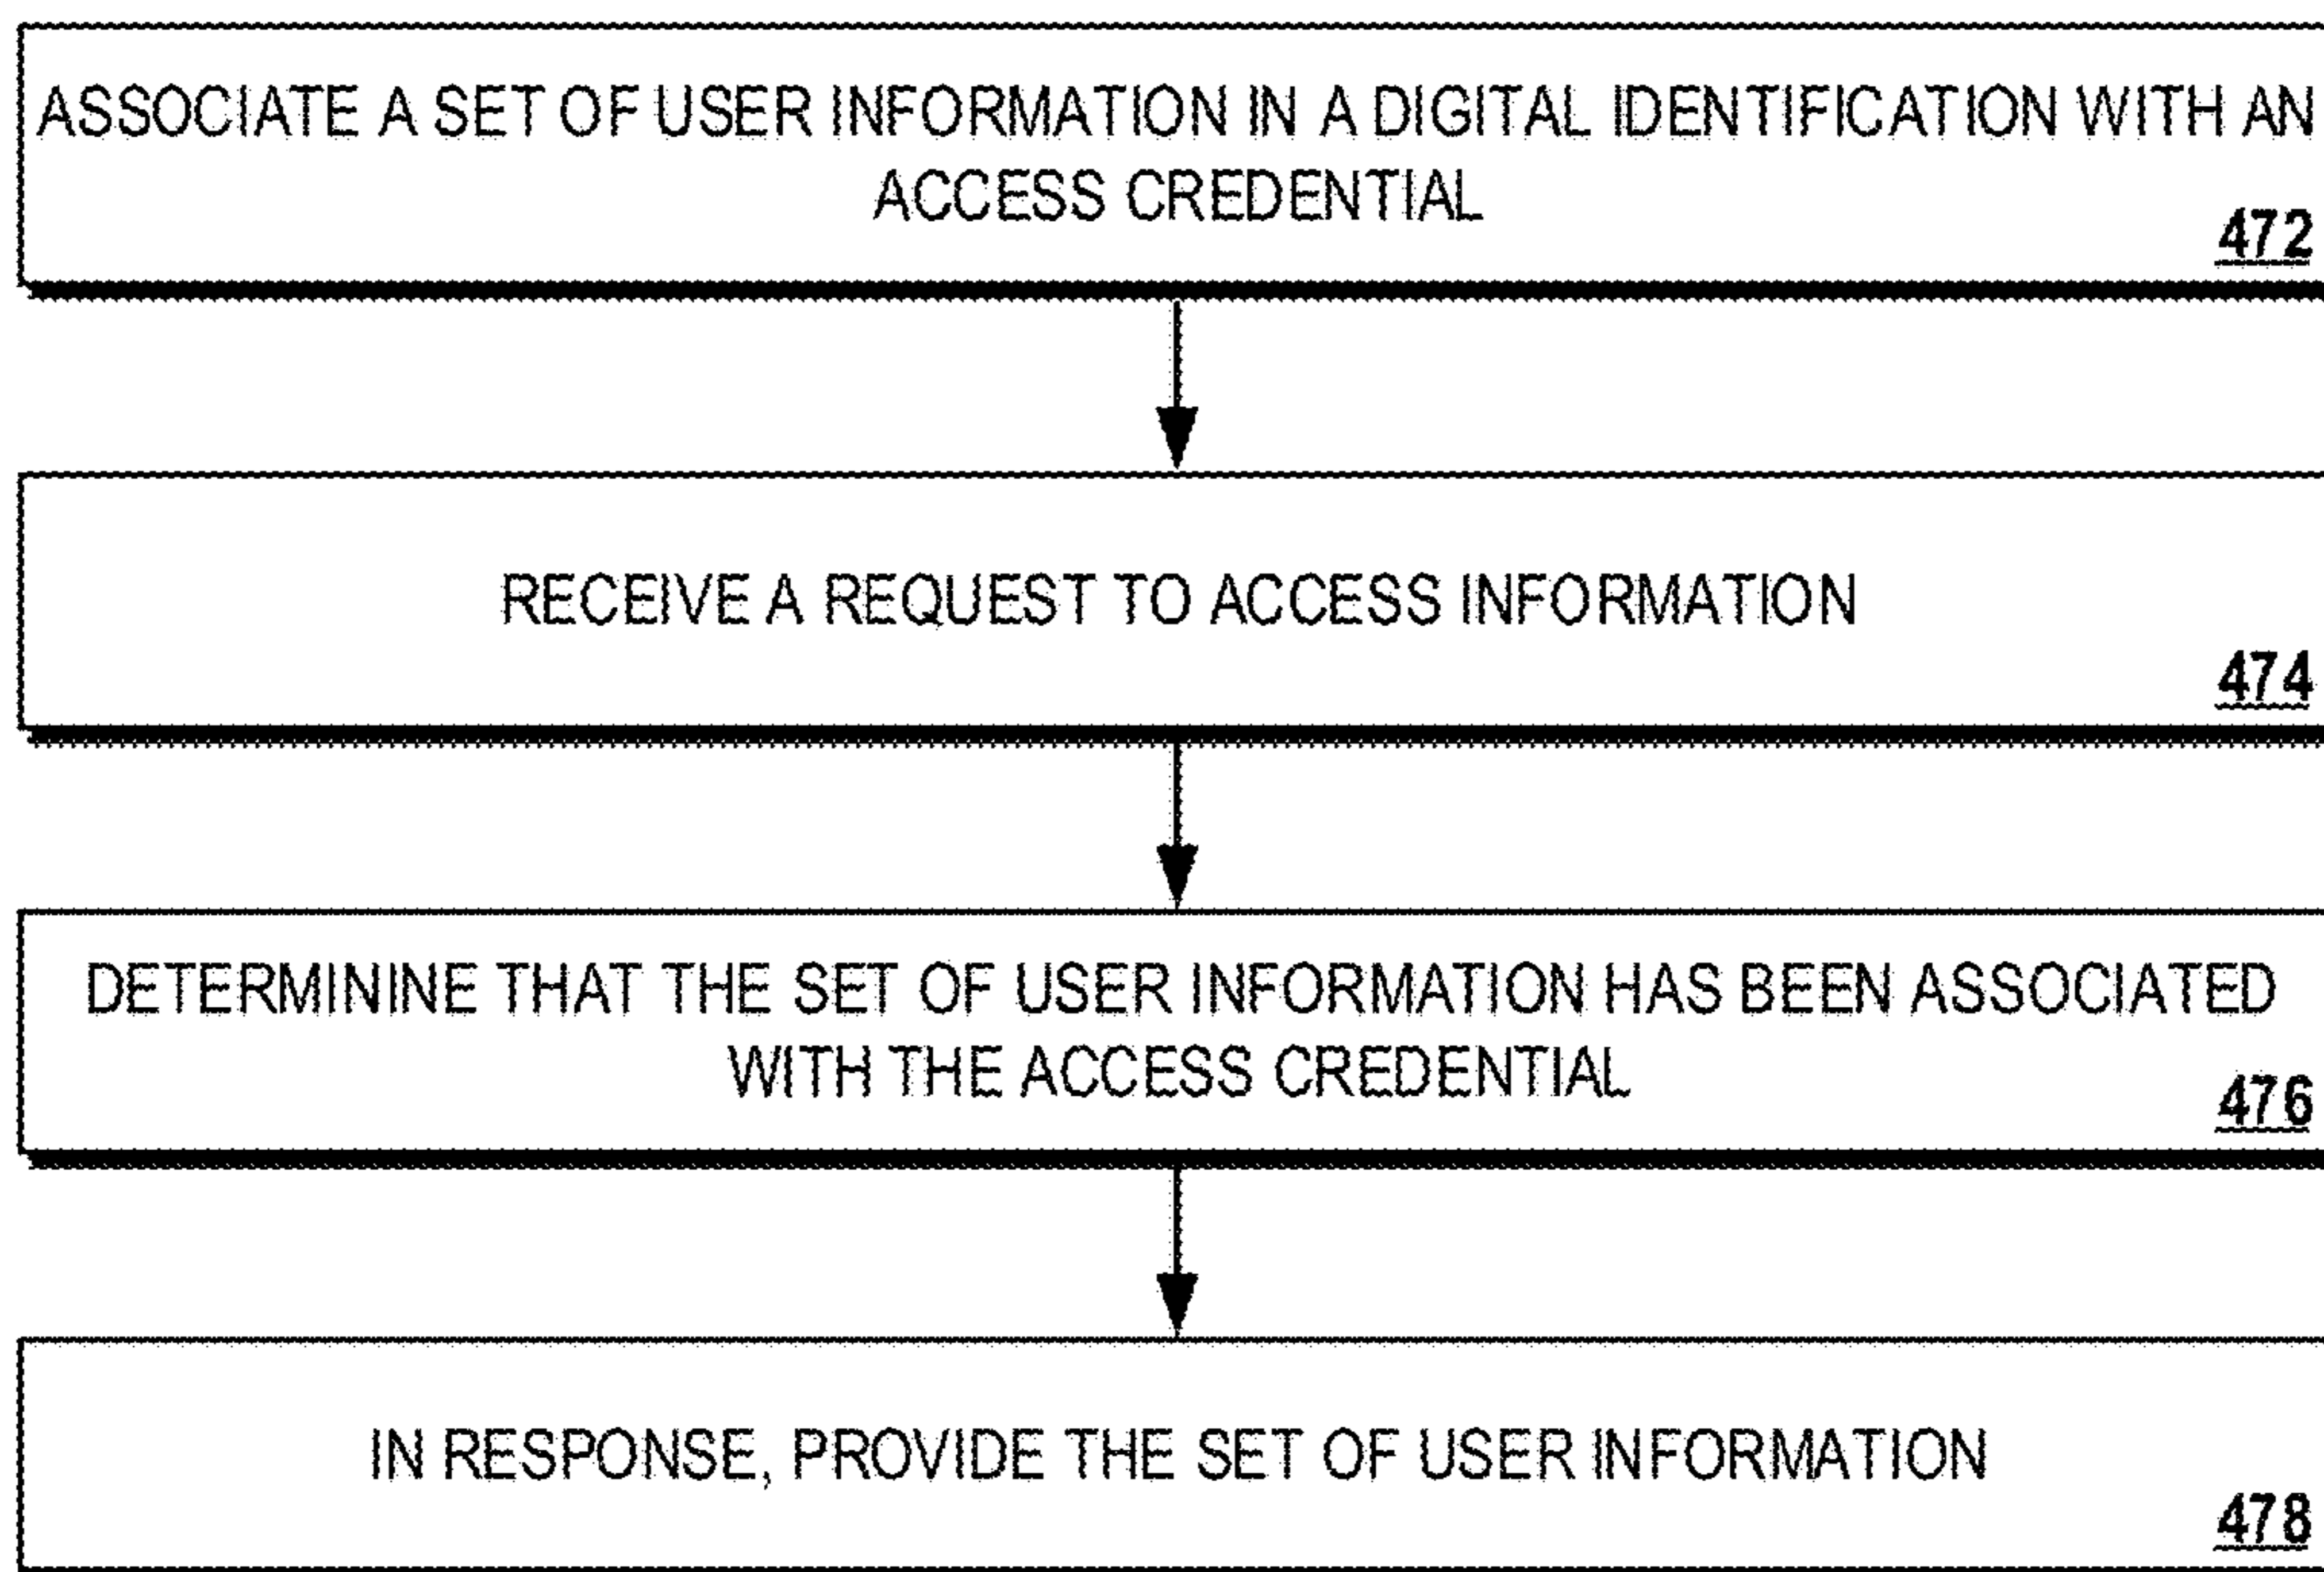 ASSOCIATE A SET OF USER INFORMATION IN A DIGITAL IDENTIFICATION WITH AN
ACCESS CREDENTIAL
472
RECEIVE A REQUEST TO ACCESS INFORMATION
474
DETERMININE THAT THE SET OF USER INFORMATION HAS BEEN ASSOCIATED
WITH THE ACCESS CREDENTIAL
476
IN RESPONSE, PROVIDE THE SET OF USER INFORMATION
478